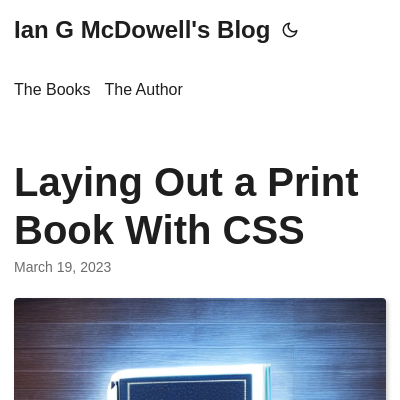 Ian G McDowell's Blog
The Books The Author
Laying Out a Print
Book With CSS
March 19, 2023